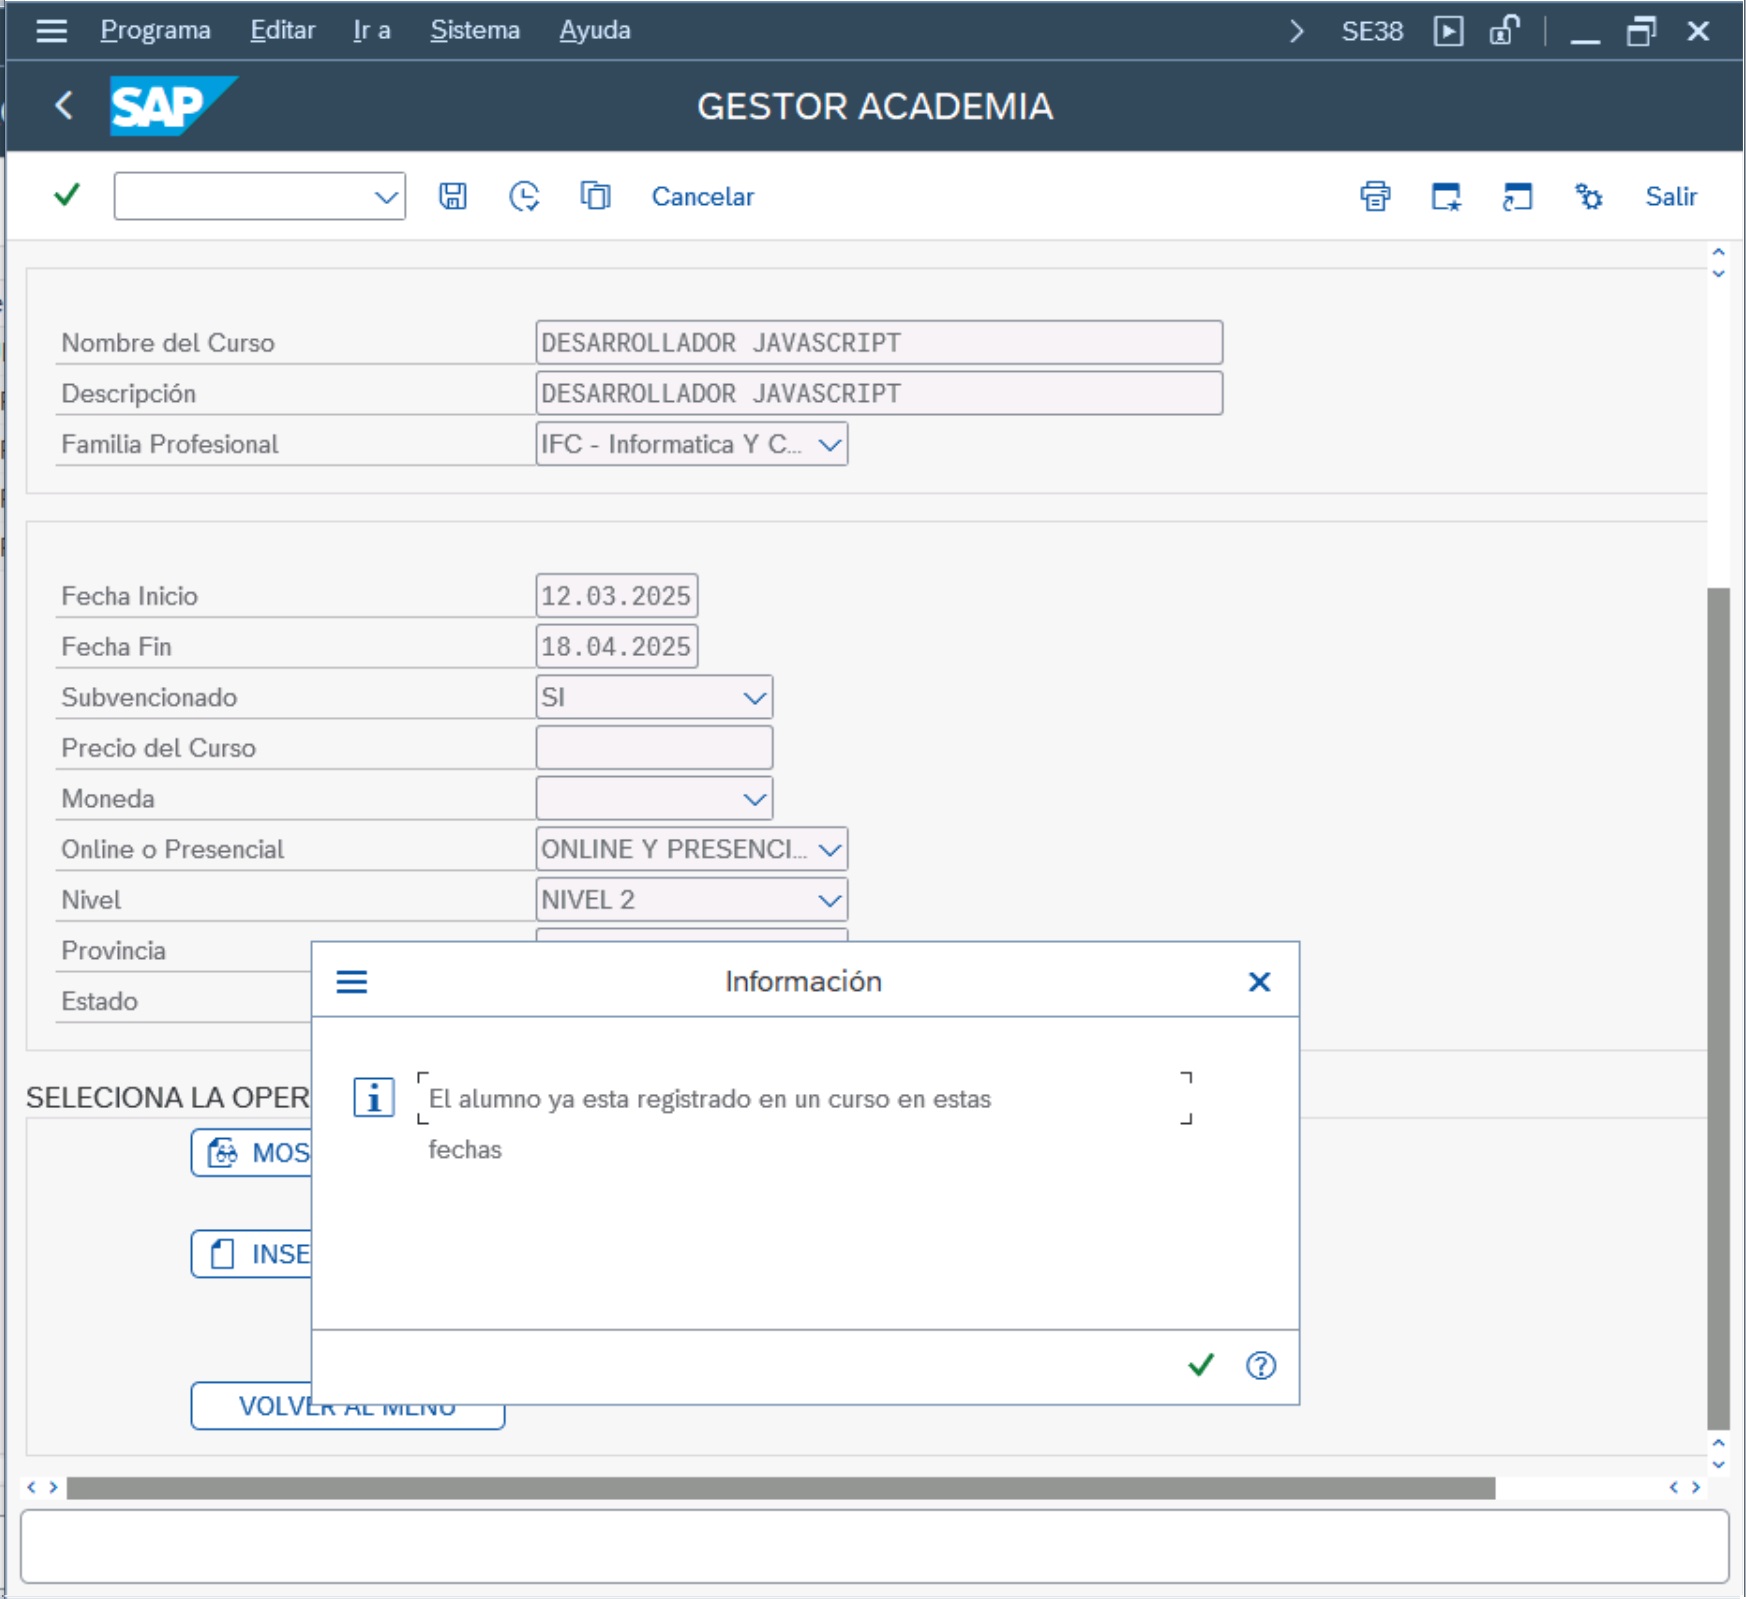 Programa Editar Ir a Sistema Ayuda SE38
SAP GESTOR ACADEMIA
Cancelar Salir
Nombre del Curso DESARROLLADOR JAVASCRIPT
Descripción DESARROLLADOR JAVASCRIPT
Familia Profesional IFC - Informatica Y C...
Fecha Inicio 12.03.2025
Fecha Fin 18.04.2025
Subvencionado SI
Precio del Curso
Moneda
Online o Presencial ONLINE Y PRESENCI...
Nivel NIVEL 2
Provincia
Estado
Información
SELECIONA LA OPER
El alumno ya esta registrado en un curso en estas
fechas
MOS
INSE
VOLVER AL MENU